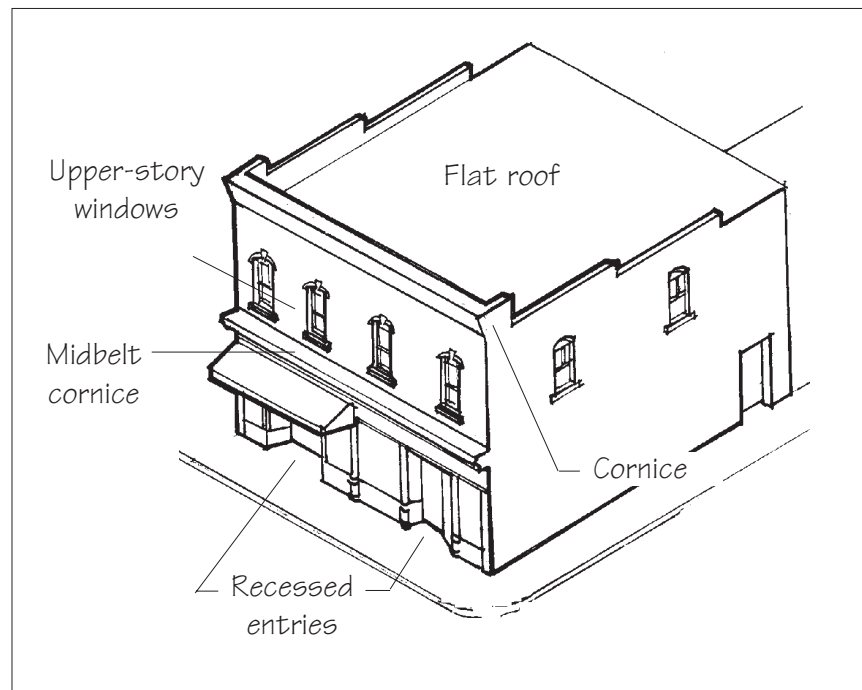 Upper-story
windows
Flat roof
Midbelt
cornice
Cornice
Recessed
entries